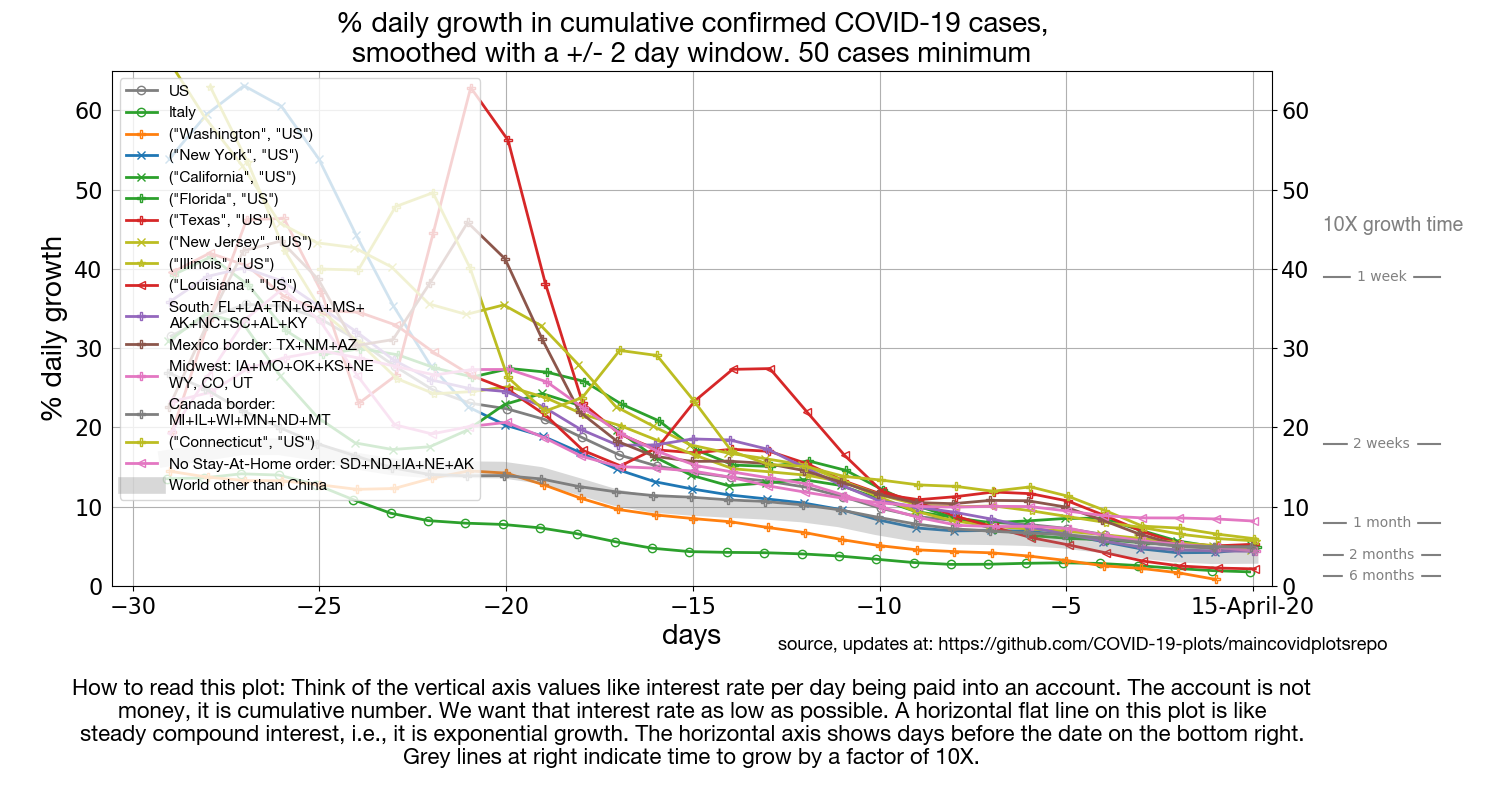 % daily growth in cumulative confirmed COVID-19 cases,
smoothed with a +/- 2 day window. 50 cases minimum
% daily growth
60
50
40
30
20
10
0
US
Italy
("Washington", "US")
("New York", "US")
("California", "US")
("Florida", "US")
("Texas", "US")
("New Jersey", "US")
("Illinois", "US")
("Louisiana", "US")
South: FL+LA+TN+GA+MS+
AK+NC+SC+AL+KY
Mexico border: TX+NM+AZ
Midwest: IA+MO+OK+KS+NE
WY, CO, UT
Canada border:
MI+IL+WI+MN+ND+MT
("Connecticut", "US")
No Stay-At-Home order: SD+ND+IA+NE+AK
World other than China
60
50
40
30
20
10
0
10X growth time
1 week
2 weeks
1 month
2 months
6 months
−30 −25 −20 −15 −10 −5 15-April-20
days
source, updates at: https://github.com/COVID-19-plots/maincovidplotsrepo
How to read this plot: Think of the vertical axis values like interest rate per day being paid into an account. The account is not
money, it is cumulative number. We want that interest rate as low as possible. A horizontal flat line on this plot is like
steady compound interest, i.e., it is exponential growth. The horizontal axis shows days before the date on the bottom right.
Grey lines at right indicate time to grow by a factor of 10X.